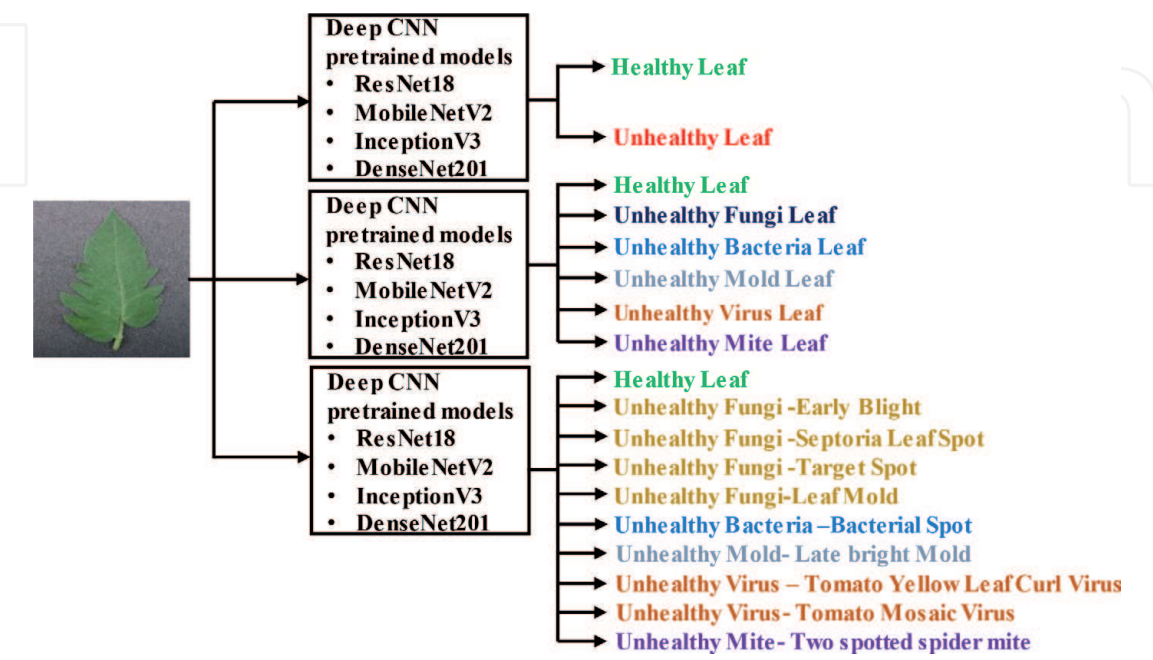 Deep CNN
pretrained models
• ResNet18
• MobileNetV2
• InceptionV3
• DenseNet201
Healthy Leaf
Unhealthy Leaf
Deep CNN
pretrained models
• ResNet18
• MobileNetV2
• InceptionV3
• DenseNet201
Healthy Leaf
Unhealthy Fungi Leaf
Unhealthy Bacteria Leaf
Unhealthy Mold Leaf
Unhealthy Virus Leaf
Unhealthy Mite Leaf
Deep CNN
pretrained models
• ResNet18
• MobileNetV2
• InceptionV3
• DenseNet201
Healthy Leaf
Unhealthy Fungi -Early Blight
Unhealthy Fungi -Septoria Leaf Spot
Unhealthy Fungi -Target Spot
Unhealthy Fungi-Leaf Mold
Unhealthy Bacteria –Bacterial Spot
Unhealthy Mold- Late bright Mold
Unhealthy Virus – Tomato Yellow Leaf Curl Virus
Unhealthy Virus- Tomato Mosaic Virus
Unhealthy Mite- Two spotted spider mite